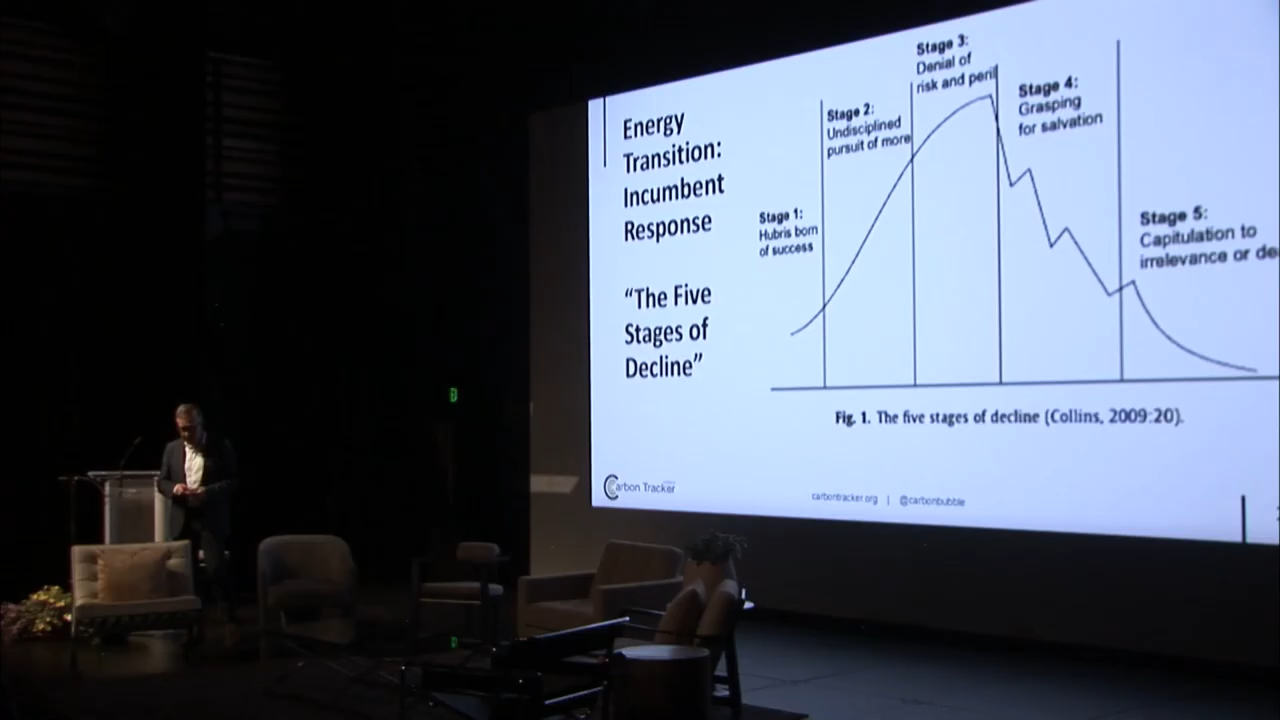 Energy
Transition:
Incumbent
Response
“The Five
Stages of
Decline”
Stage 1:
Hubris born
of success
Stage 2:
Undisciplined
pursuit of more
Stage 3:
Denial of
risk and peril
Stage 4:
Grasping
for salvation
Stage 5:
Capitulation to
irrelevance or de
Fig. 1. The five stages of decline (Collins, 2009:20).
Carbon Tracker
carbontracker.org | @carbonbubble